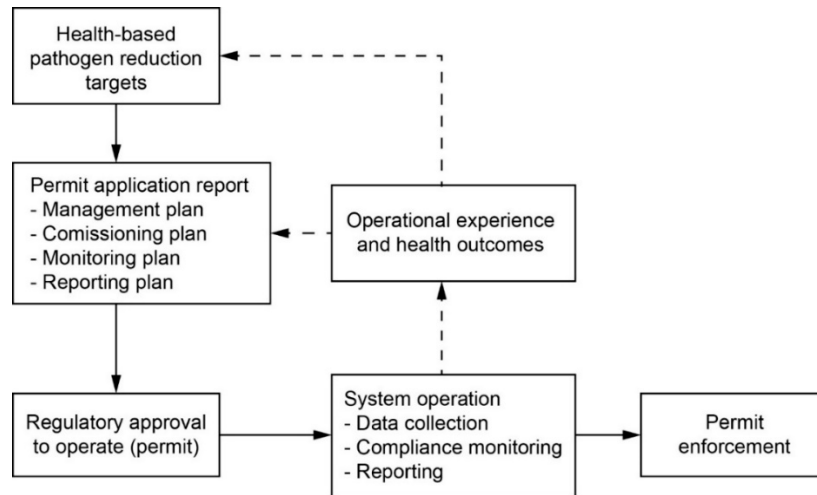 Health-based
pathogen reduction
targets
Permit application report
- Management plan
- Comissioning plan
- Monitoring plan
- Reporting plan
Operational experience
and health outcomes
Regulatory approval
to operate (permit)
System operation
- Data collection
- Compliance monitoring
- Reporting
Permit
enforcement